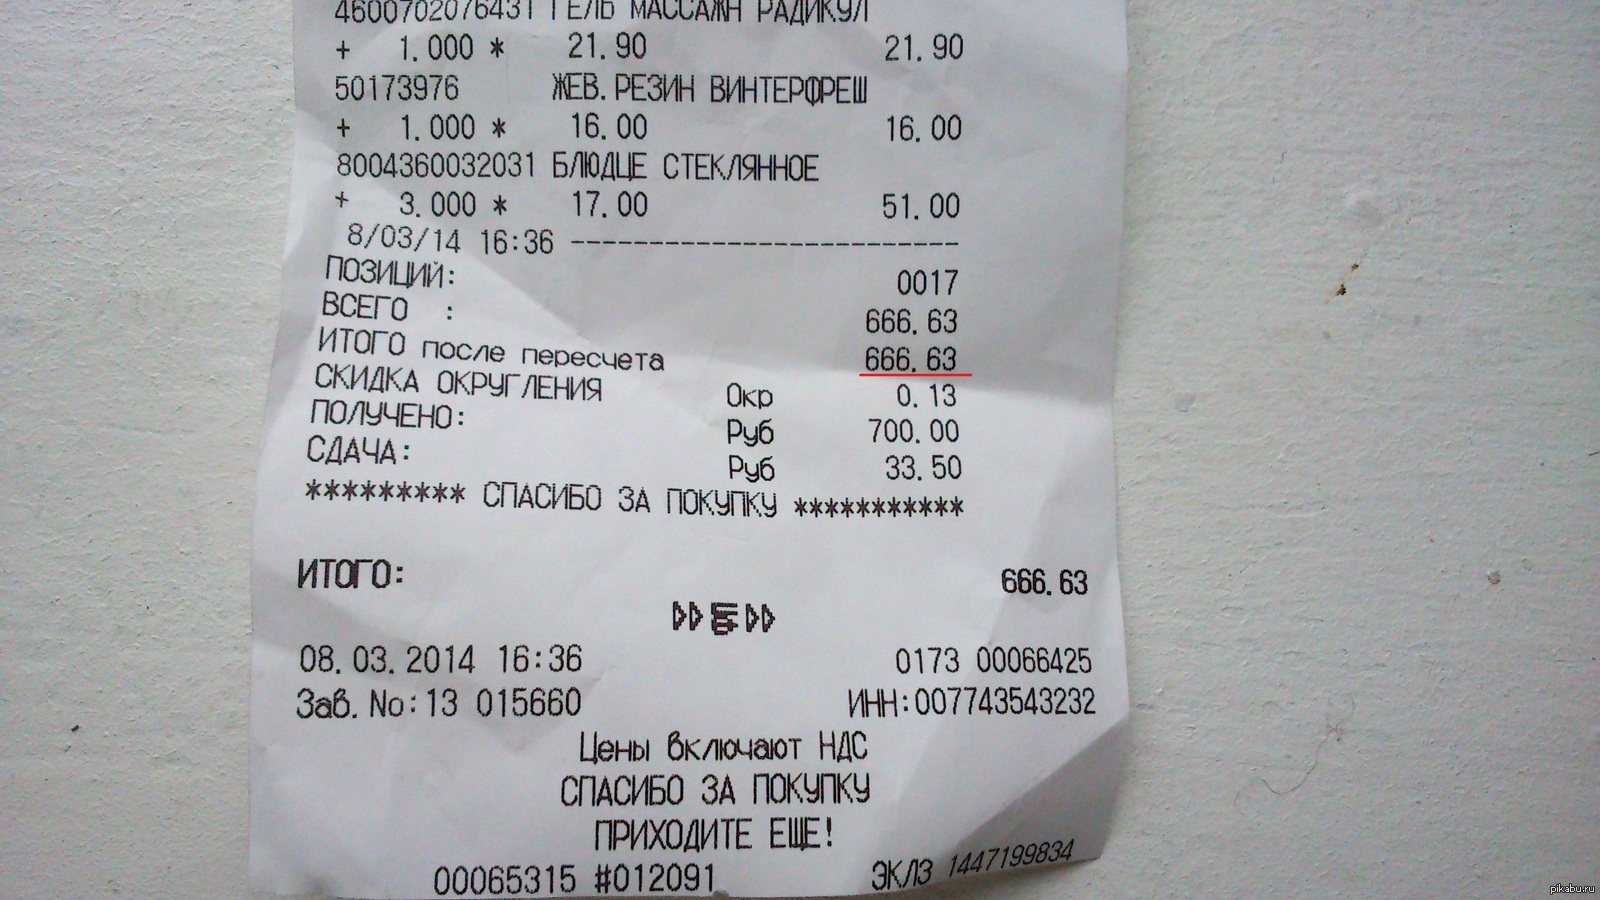 4600702076431 ГЕЛЬ МАССАЖН РАДИКУЛ
+ 1.000 * 21.90 21.90
50173976 ЖЕВ.РЕЗИН ВИНТЕРФРЕШ
+ 1.000 * 16.00 16.00
8004360032031 БЛЮДЦЕ СТЕКЛЯННОЕ
+ 3.000 * 17.00 51.00
8/03/14 16:36 -------------------------
ПОЗИЦИЙ: 0017
ВСЕГО : 666.63
ИТОГО после пересчета 666.63
СКИДКА ОКРУГЛЕНИЯ Окр 0.13
ПОЛУЧЕНО: Руб 700.00
СДАЧА: Руб 33.50
********* СПАСИБО ЗА ПОКУПКУ ***********
ИТОГО: 666.63
08.03.2014 16:36 0173 00066425
Зав.No:13 015660 ИНН:007743543232
Цены включают НДС
СПАСИБО ЗА ПОКУПКУ
ПРИХОДИТЕ ЕЩЕ!
00065315 #012091 ЭКЛЗ 1447199834
pikabu.ru